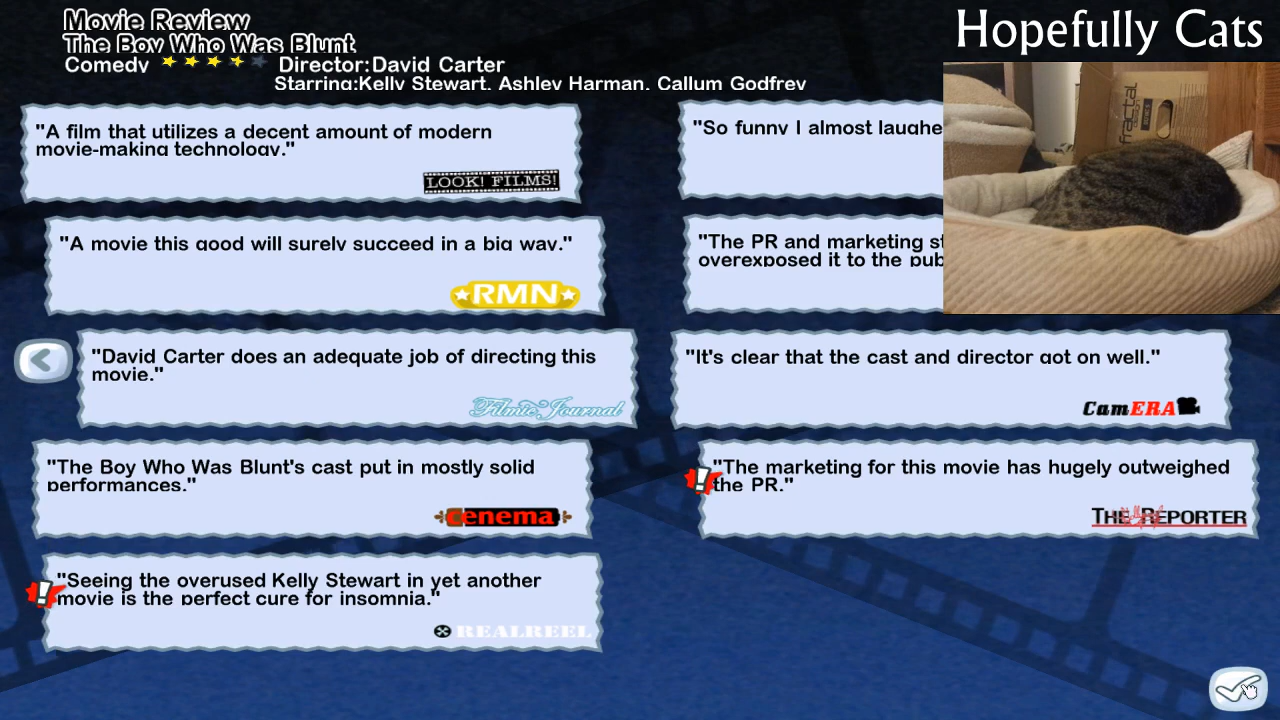 Movie Review
The Boy Who Was Blunt
Comedy
Director:David Carter
Starring:Kelly Stewart, Ashley Harman, Callum Godfrey
Hopefully Cats
fractal
"A film that utilizes a decent amount of modern
movie-making technology."
LOOK! FILMS!
"So funny I almost laughe
"A movie this good will surely succeed in a big way."
RMN
"The PR and marketing st
overexposed it to the pub
"David Carter does an adequate job of directing this
movie."
Filmic Journal
"It's clear that the cast and director got on well."
CamERA
"The Boy Who Was Blunt's cast put in mostly solid
performances."
Cenema
"The marketing for this movie has hugely outweighed
the PR."
THE REPORTER
"Seeing the overused Kelly Stewart in yet another
movie is the perfect cure for insomnia."
REALREEL